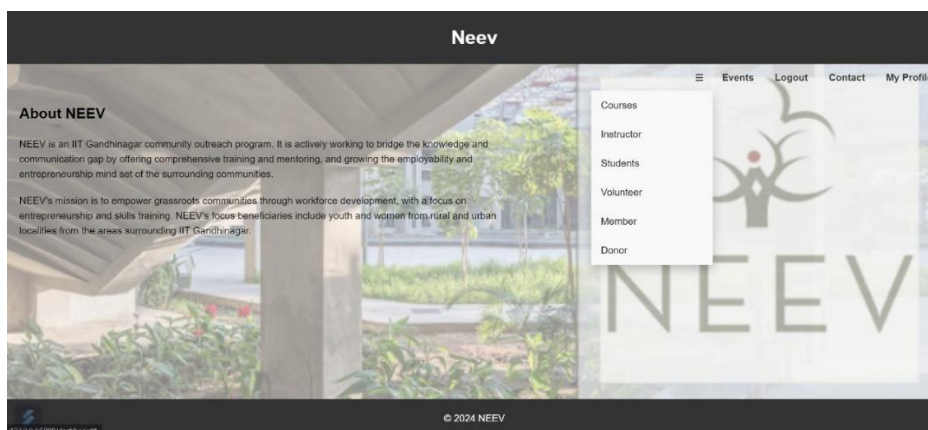 Neev
☰ Events Logout Contact My Profil
About NEEV
NEEV is an IIT Gandhinagar community outreach program. It is actively working to bridge the knowledge and
communication gap by offering comprehensive training and mentoring, and growing the employability and
entrepreneurship mind set of the surrounding communities.
NEEV's mission is to empower grassroots communities through workforce development, with a focus on
entrepreneurship and skills training. NEEV's focus beneficiaries include youth and women from rural and urban
localities from the areas surrounding IIT Gandhinagar.
Courses
Instructor
Students
Volunteer
Member
Donor
NEEV
© 2024 NEEV